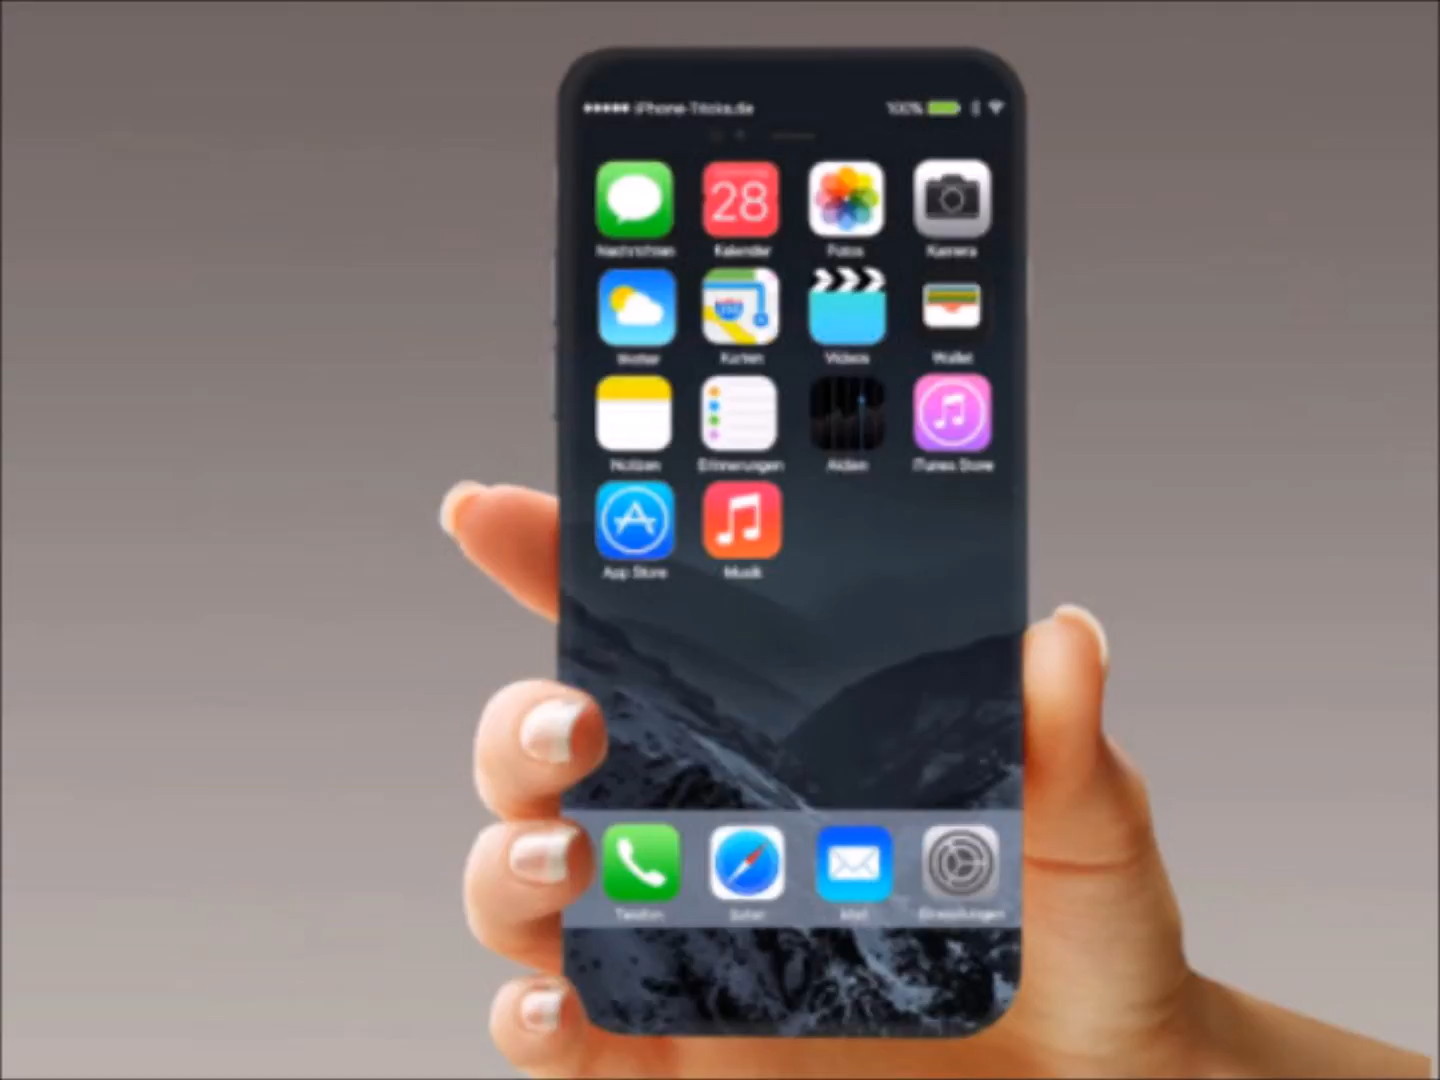 iPhone-Tricks.de 100%
28
Nachrichten Kalender Fotos Kamera
Wetter Karten Videos Wallet
Notizen Erinnerungen Aktien iTunes Store
App Store Musik
Telefon Safari Mail Einstellungen